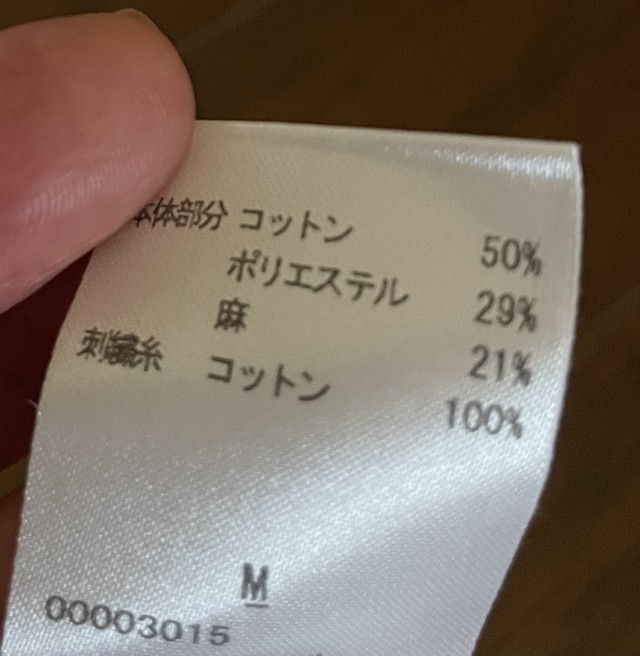 本体部分 コットン 50%
ポリエステル 29%
麻 21%
刺繍糸 コットン 100%
M
00003015